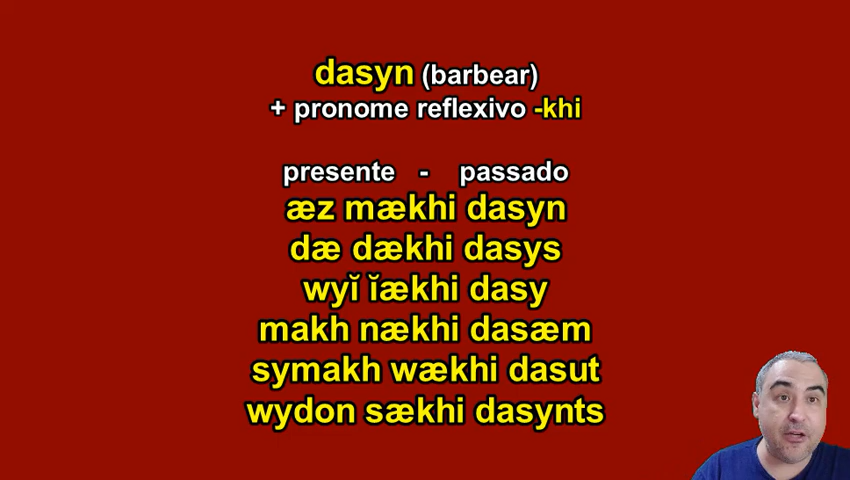 dasyn (barbear)
+ pronome reflexivo -khi
presente - passado
æz mækhi dasyn
dæ dækhi dasys
wyĭ ĭækhi dasy
makh nækhi dasæm
symakh wækhi dasut
wydon sækhi dasynts